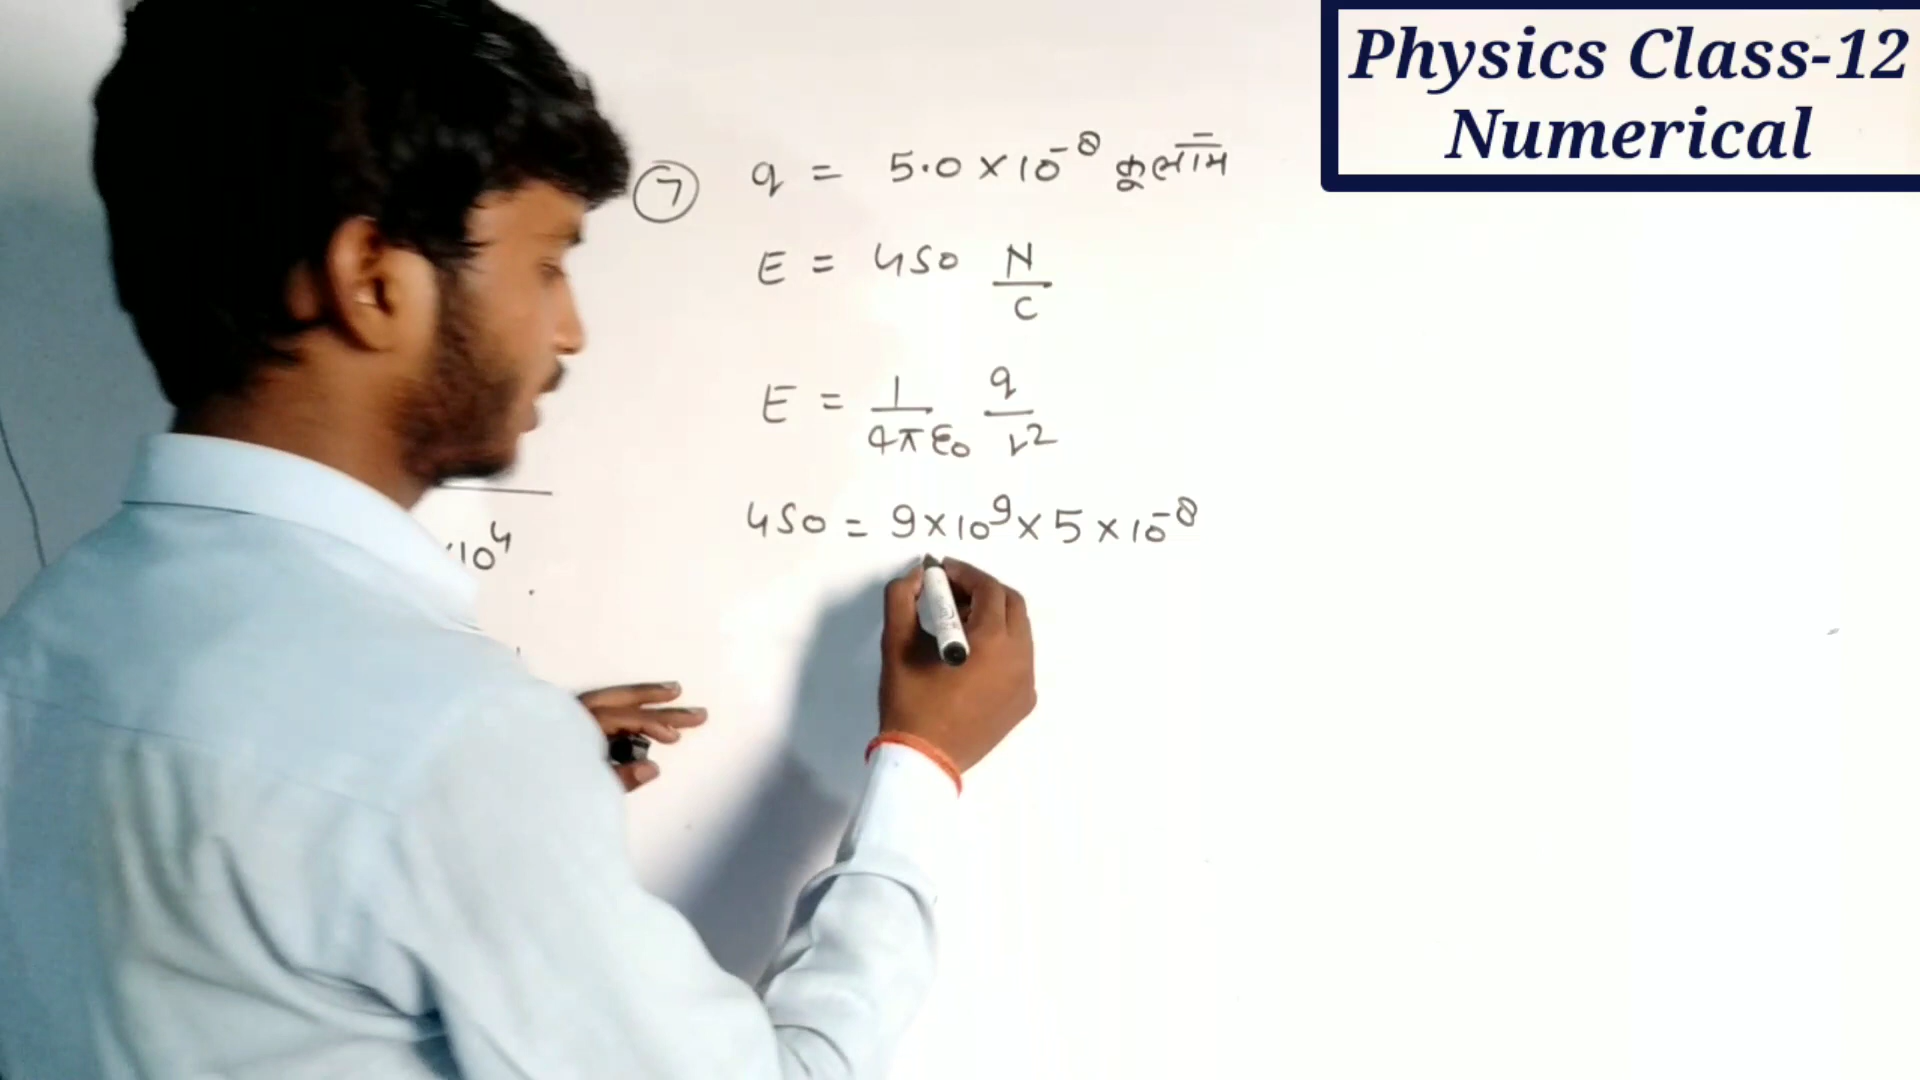 Physics Class-12
Numerical
7 q = 5.0 × 10⁻⁸ कूलॉम
E = 450 N/C
E = 1/4πε₀ q/r²
450 = 9×10⁹×5×10⁻⁸
×10⁴